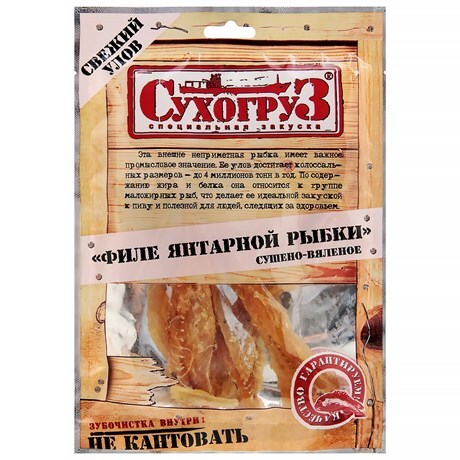 СВЕЖИЙ
УЛОВ
СУХОГРУЗ®
СПЕЦИАЛЬНАЯ ЗАКУСКА
Эта внешне неприметная рыбка имеет важное
промысловое значение. Ее улов достигает колоссаль-
ных размеров – до 4 миллионов тонн в год. По содер-
жанию жира и белка она относится к группе
маложирных рыб, что делает ее идеальной закуской
к пиву и полезной для людей, следящих за здоровьем.
«ФИЛЕ ЯНТАРНОЙ РЫБКИ»
СУШЕНО-ВЯЛЕНОЕ
КАЧЕСТВО ГАРАНТИРУЕМ!
ЗУБОЧИСТКА ВНУТРИ!
НЕ КАНТОВАТЬ